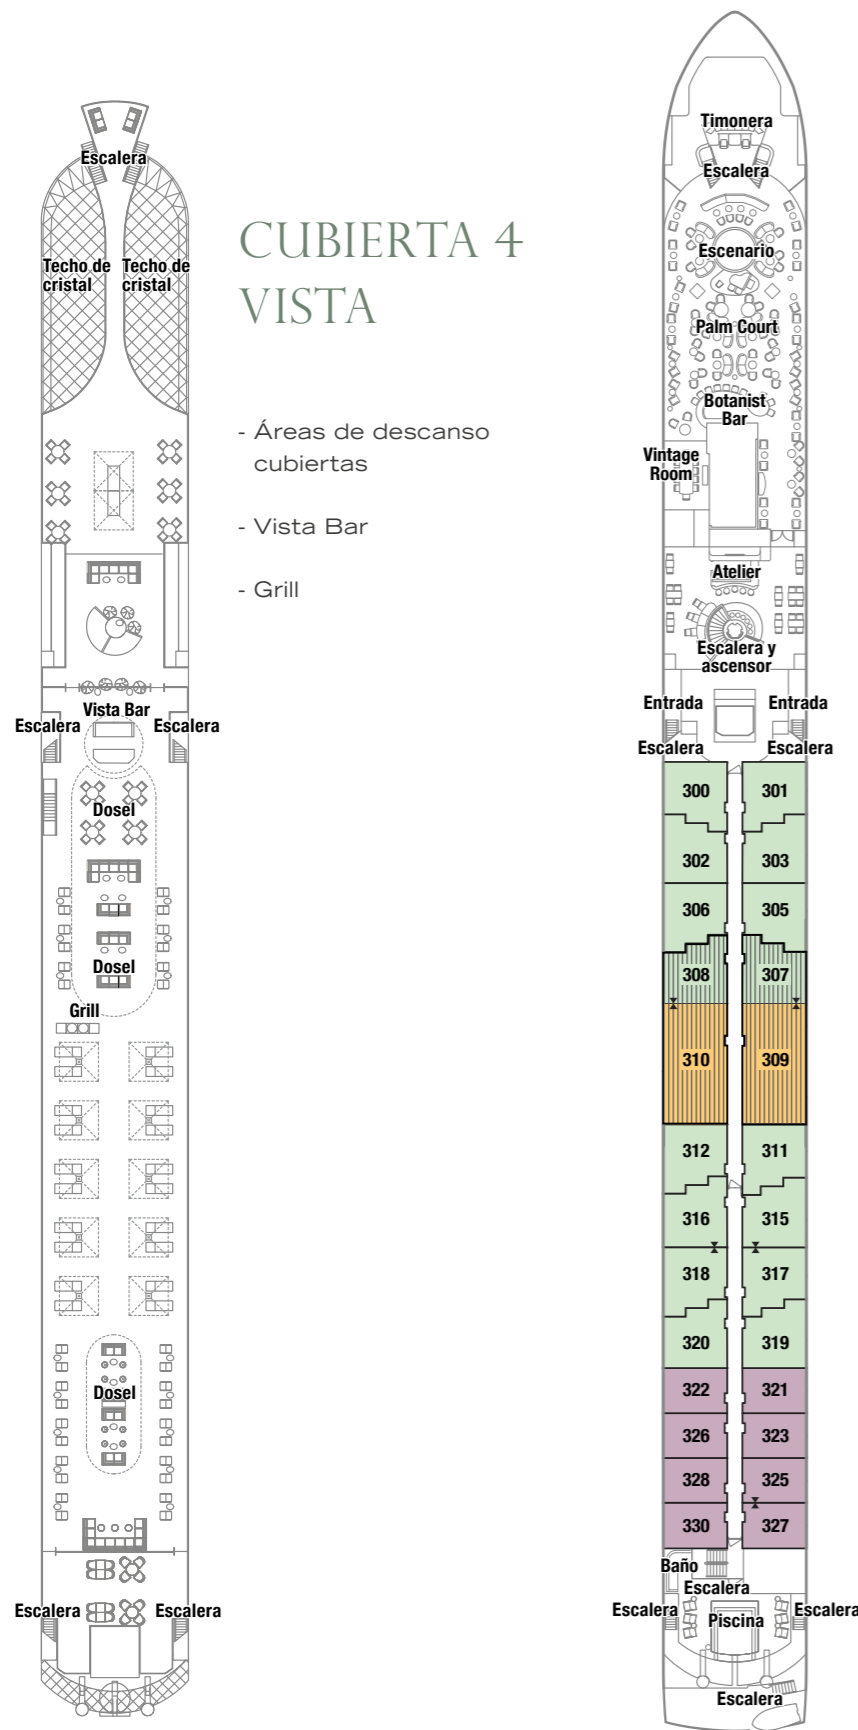 Escalera
Techo de
cristal
Techo de
cristal
Vista Bar
Escalera
Escalera
Dosel
Dosel
Grill
Dosel
Escalera
Escalera
CUBIERTA 4
VISTA
- Áreas de descanso
cubiertas
- Vista Bar
- Grill
Timonera
Escalera
Escenario
Palm Court
Botanist
Bar
Vintage
Room
Atelier
Escalera y
ascensor
Entrada
Entrada
Escalera
Escalera
300 301
302 303
306 305
308 307
310 309
312 311
316 315
318 317
320 319
322 321
326 323
328 325
330 327
Baño
Escalera
Escalera
Piscina
Escalera
Escalera